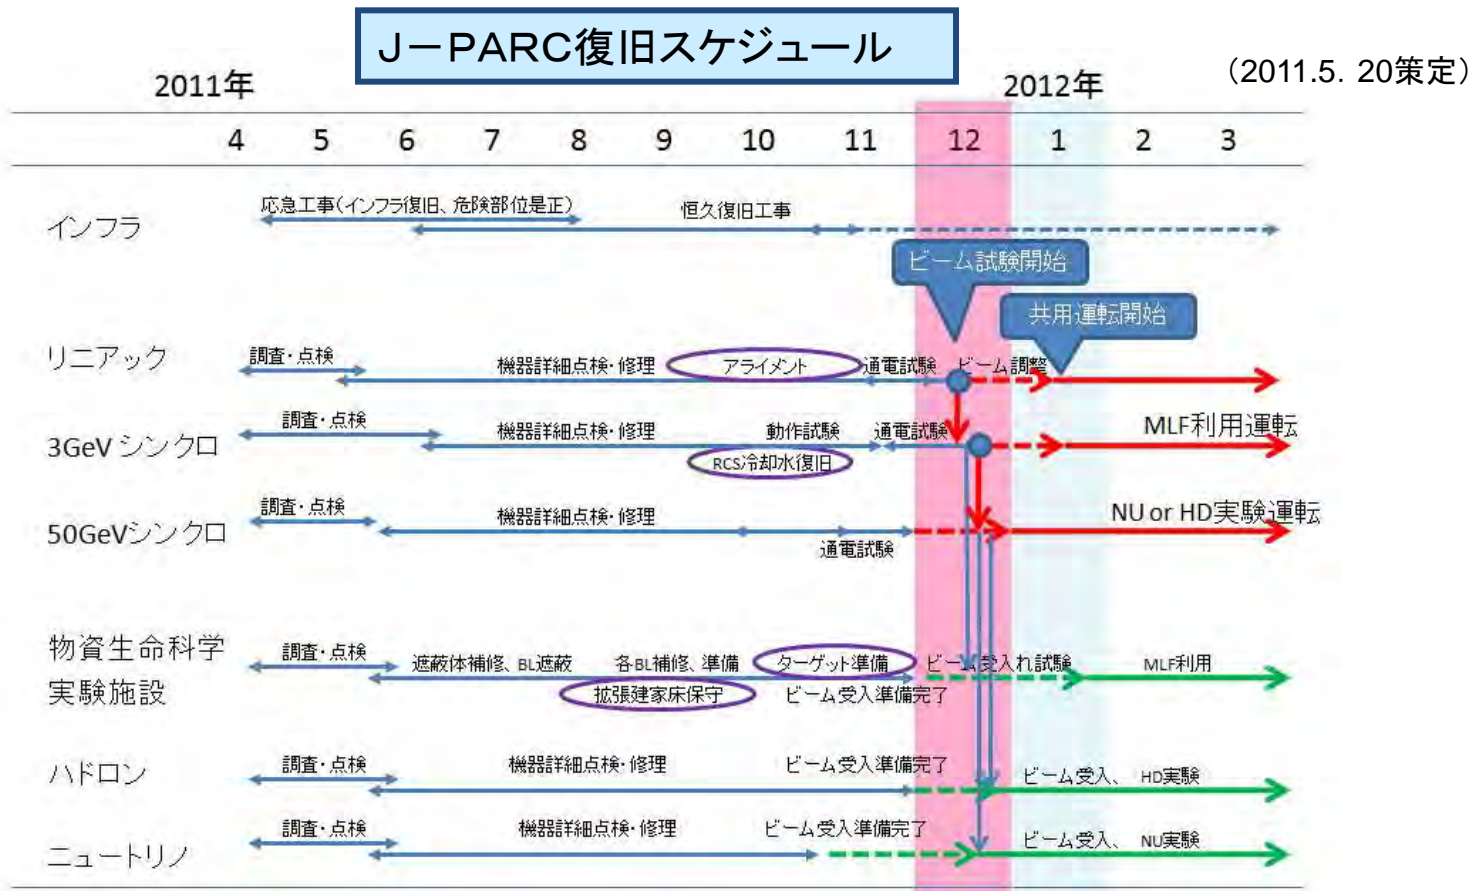 J－PARC復旧スケジュール
（2011.5．20策定）
2011年
2012年
4 5 6 7 8 9 10 11 12 1 2 3
インフラ
応急工事（インフラ復旧、危険部位是正）
恒久復旧工事
ビーム試験開始
共用運転開始
リニアック
調査・点検
機器詳細点検・修理
アライメント
通電試験
ビーム調整
3GeV シンクロ
調査・点検
機器詳細点検・修理
動作試験
通電試験
MLF利用運転
RCS冷却水復旧
50GeVシンクロ
調査・点検
機器詳細点検・修理
通電試験
NU or HD実験運転
物資生命科学
実験施設
調査・点検
遮蔽体補修、BL遮蔽
各BL補修、準備
ターゲット準備
ビーム受入れ試験
MLF利用
拡張建家床保守
ビーム受入準備完了
ハドロン
調査・点検
機器詳細点検・修理
ビーム受入準備完了
ビーム受入、 HD実験
ニュートリノ
調査・点検
機器詳細点検・修理
ビーム受入準備完了
ビーム受入、 NU実験